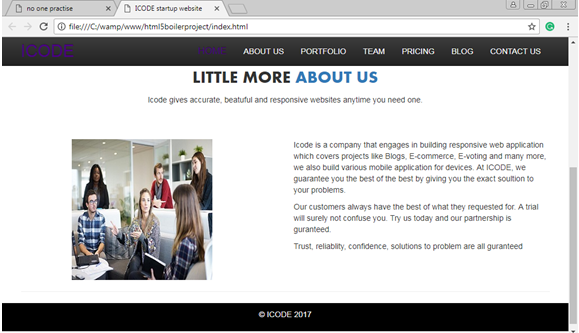 no one practise
ICODE startup website
file:///C:/wamp/www/html5boilerproject/index.html
ICODE HOME ABOUT US PORTFOLIO TEAM PRICING BLOG CONTACT US
LITTLE MORE ABOUT US
Icode gives accurate, beatuful and responsive websites anytime you need one.
Icode is a company that engages in building responsive web application
which covers projects like Blogs, E-commerce, E-voting and many more,
we also build various mobile application for devices. At ICODE, we
guarantee you the best of the best by giving you the exact soultion to
your problems.
Our customers always have the best of what they requested for. A trial
will surely not confuse you. Try us today and our partnership is
guranteed.
Trust, reliablity, confidence, solutions to problem are all guranteed
© ICODE 2017